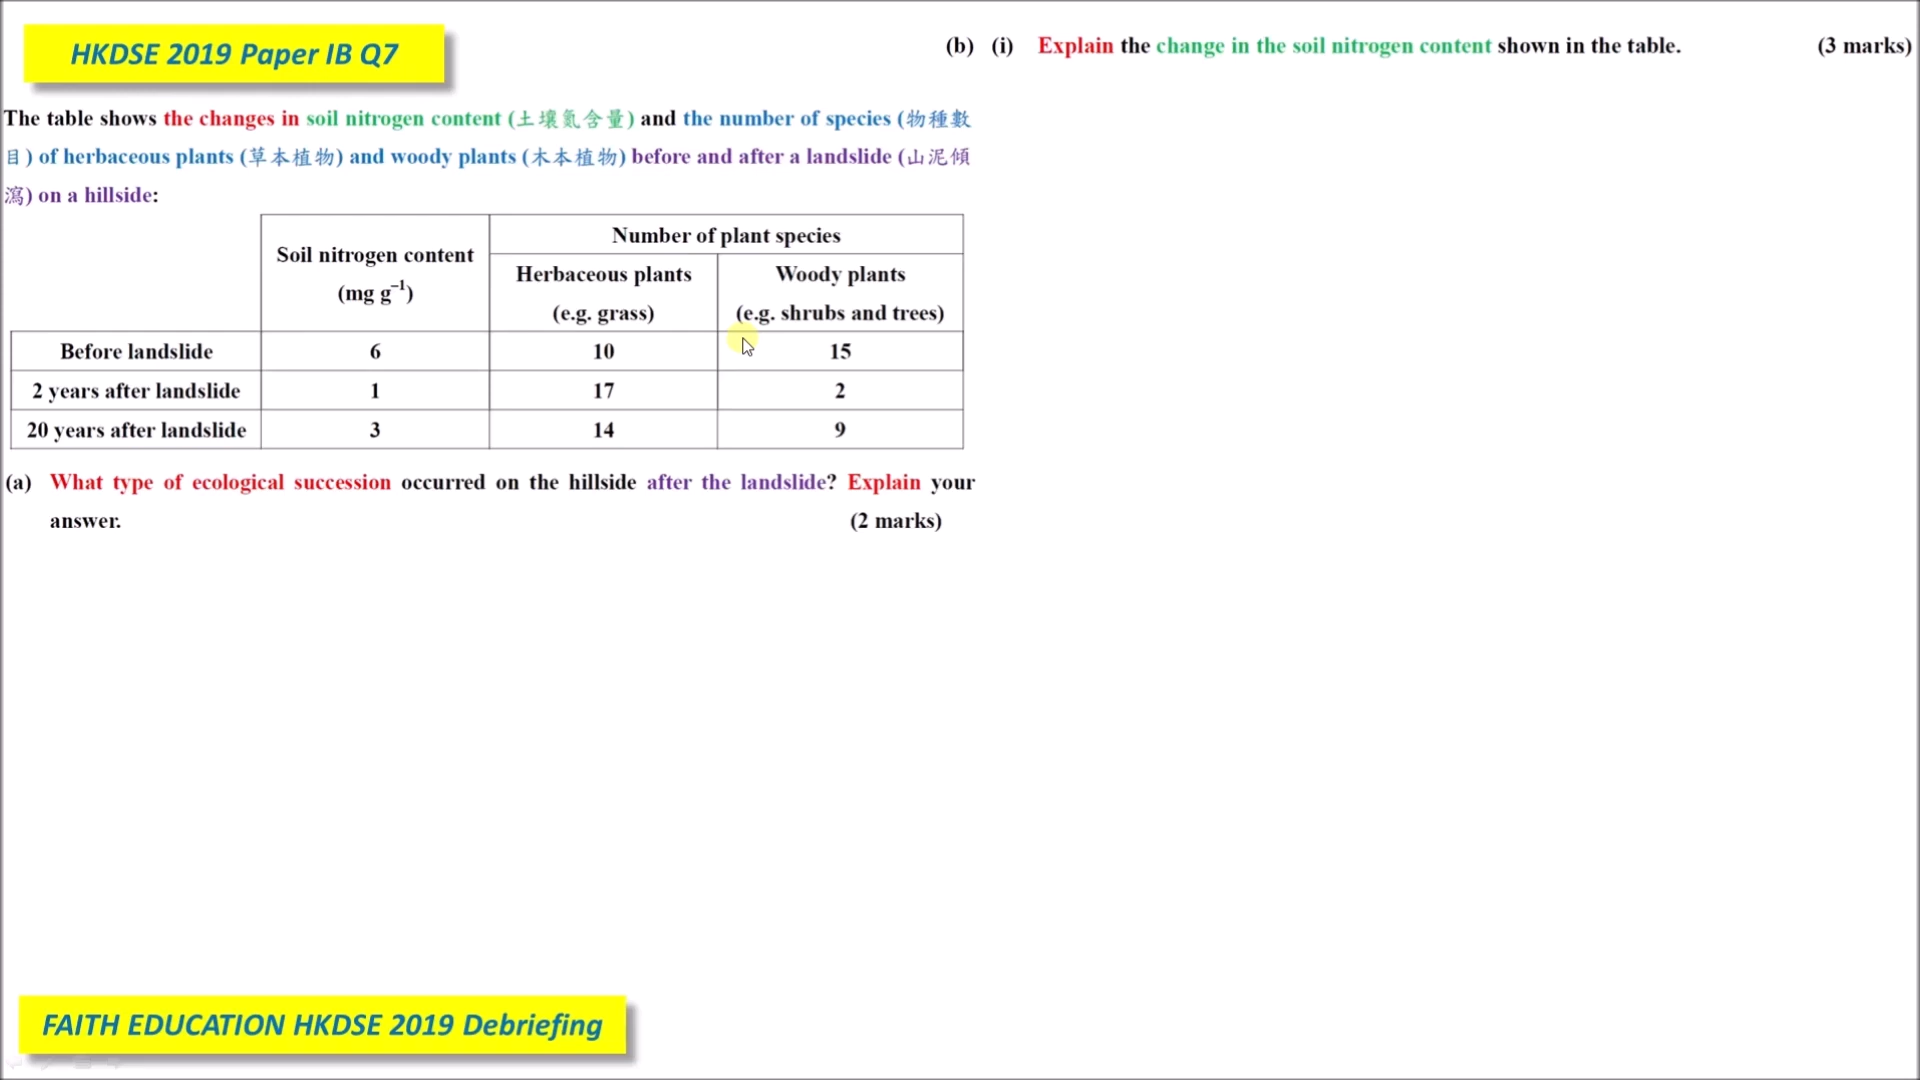 HKDSE 2019 Paper IB Q7
The table shows the changes in soil nitrogen content (土壤氮含量) and the number of species (物種數
目) of herbaceous plants (草本植物) and woody plants (木本植物) before and after a landslide (山泥傾
瀉) on a hillside:
Soil nitrogen content
(mg g⁻¹)
Number of plant species
Herbaceous plants
(e.g. grass)
Woody plants
(e.g. shrubs and trees)
Before landslide 6 10 15
2 years after landslide 1 17 2
20 years after landslide 3 14 9
(a) What type of ecological succession occurred on the hillside after the landslide? Explain your
answer. (2 marks)
(b) (i) Explain the change in the soil nitrogen content shown in the table. (3 marks)
FAITH EDUCATION HKDSE 2019 Debriefing